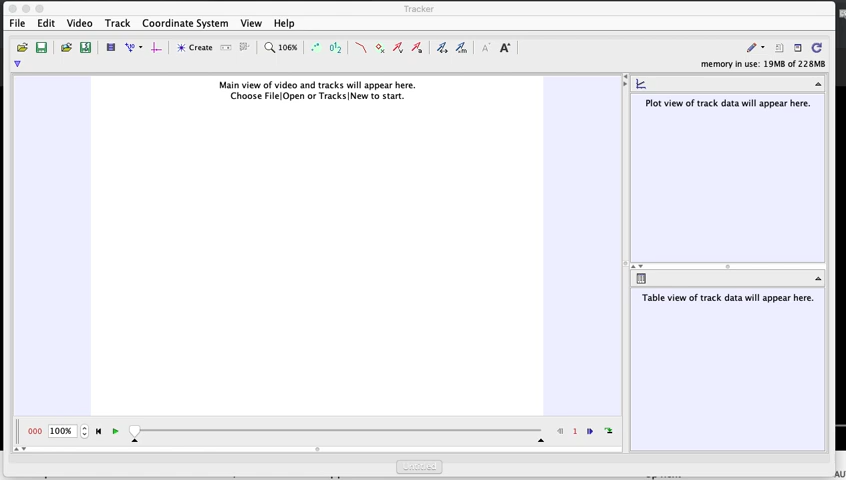 Tracker
File Edit Video Track Coordinate System View Help
Create 106%
memory in use: 19MB of 228MB
Main view of video and tracks will appear here.
Choose File|Open or Tracks|New to start.
Plot view of track data will appear here.
Table view of track data will appear here.
000 100% 1
Untitled